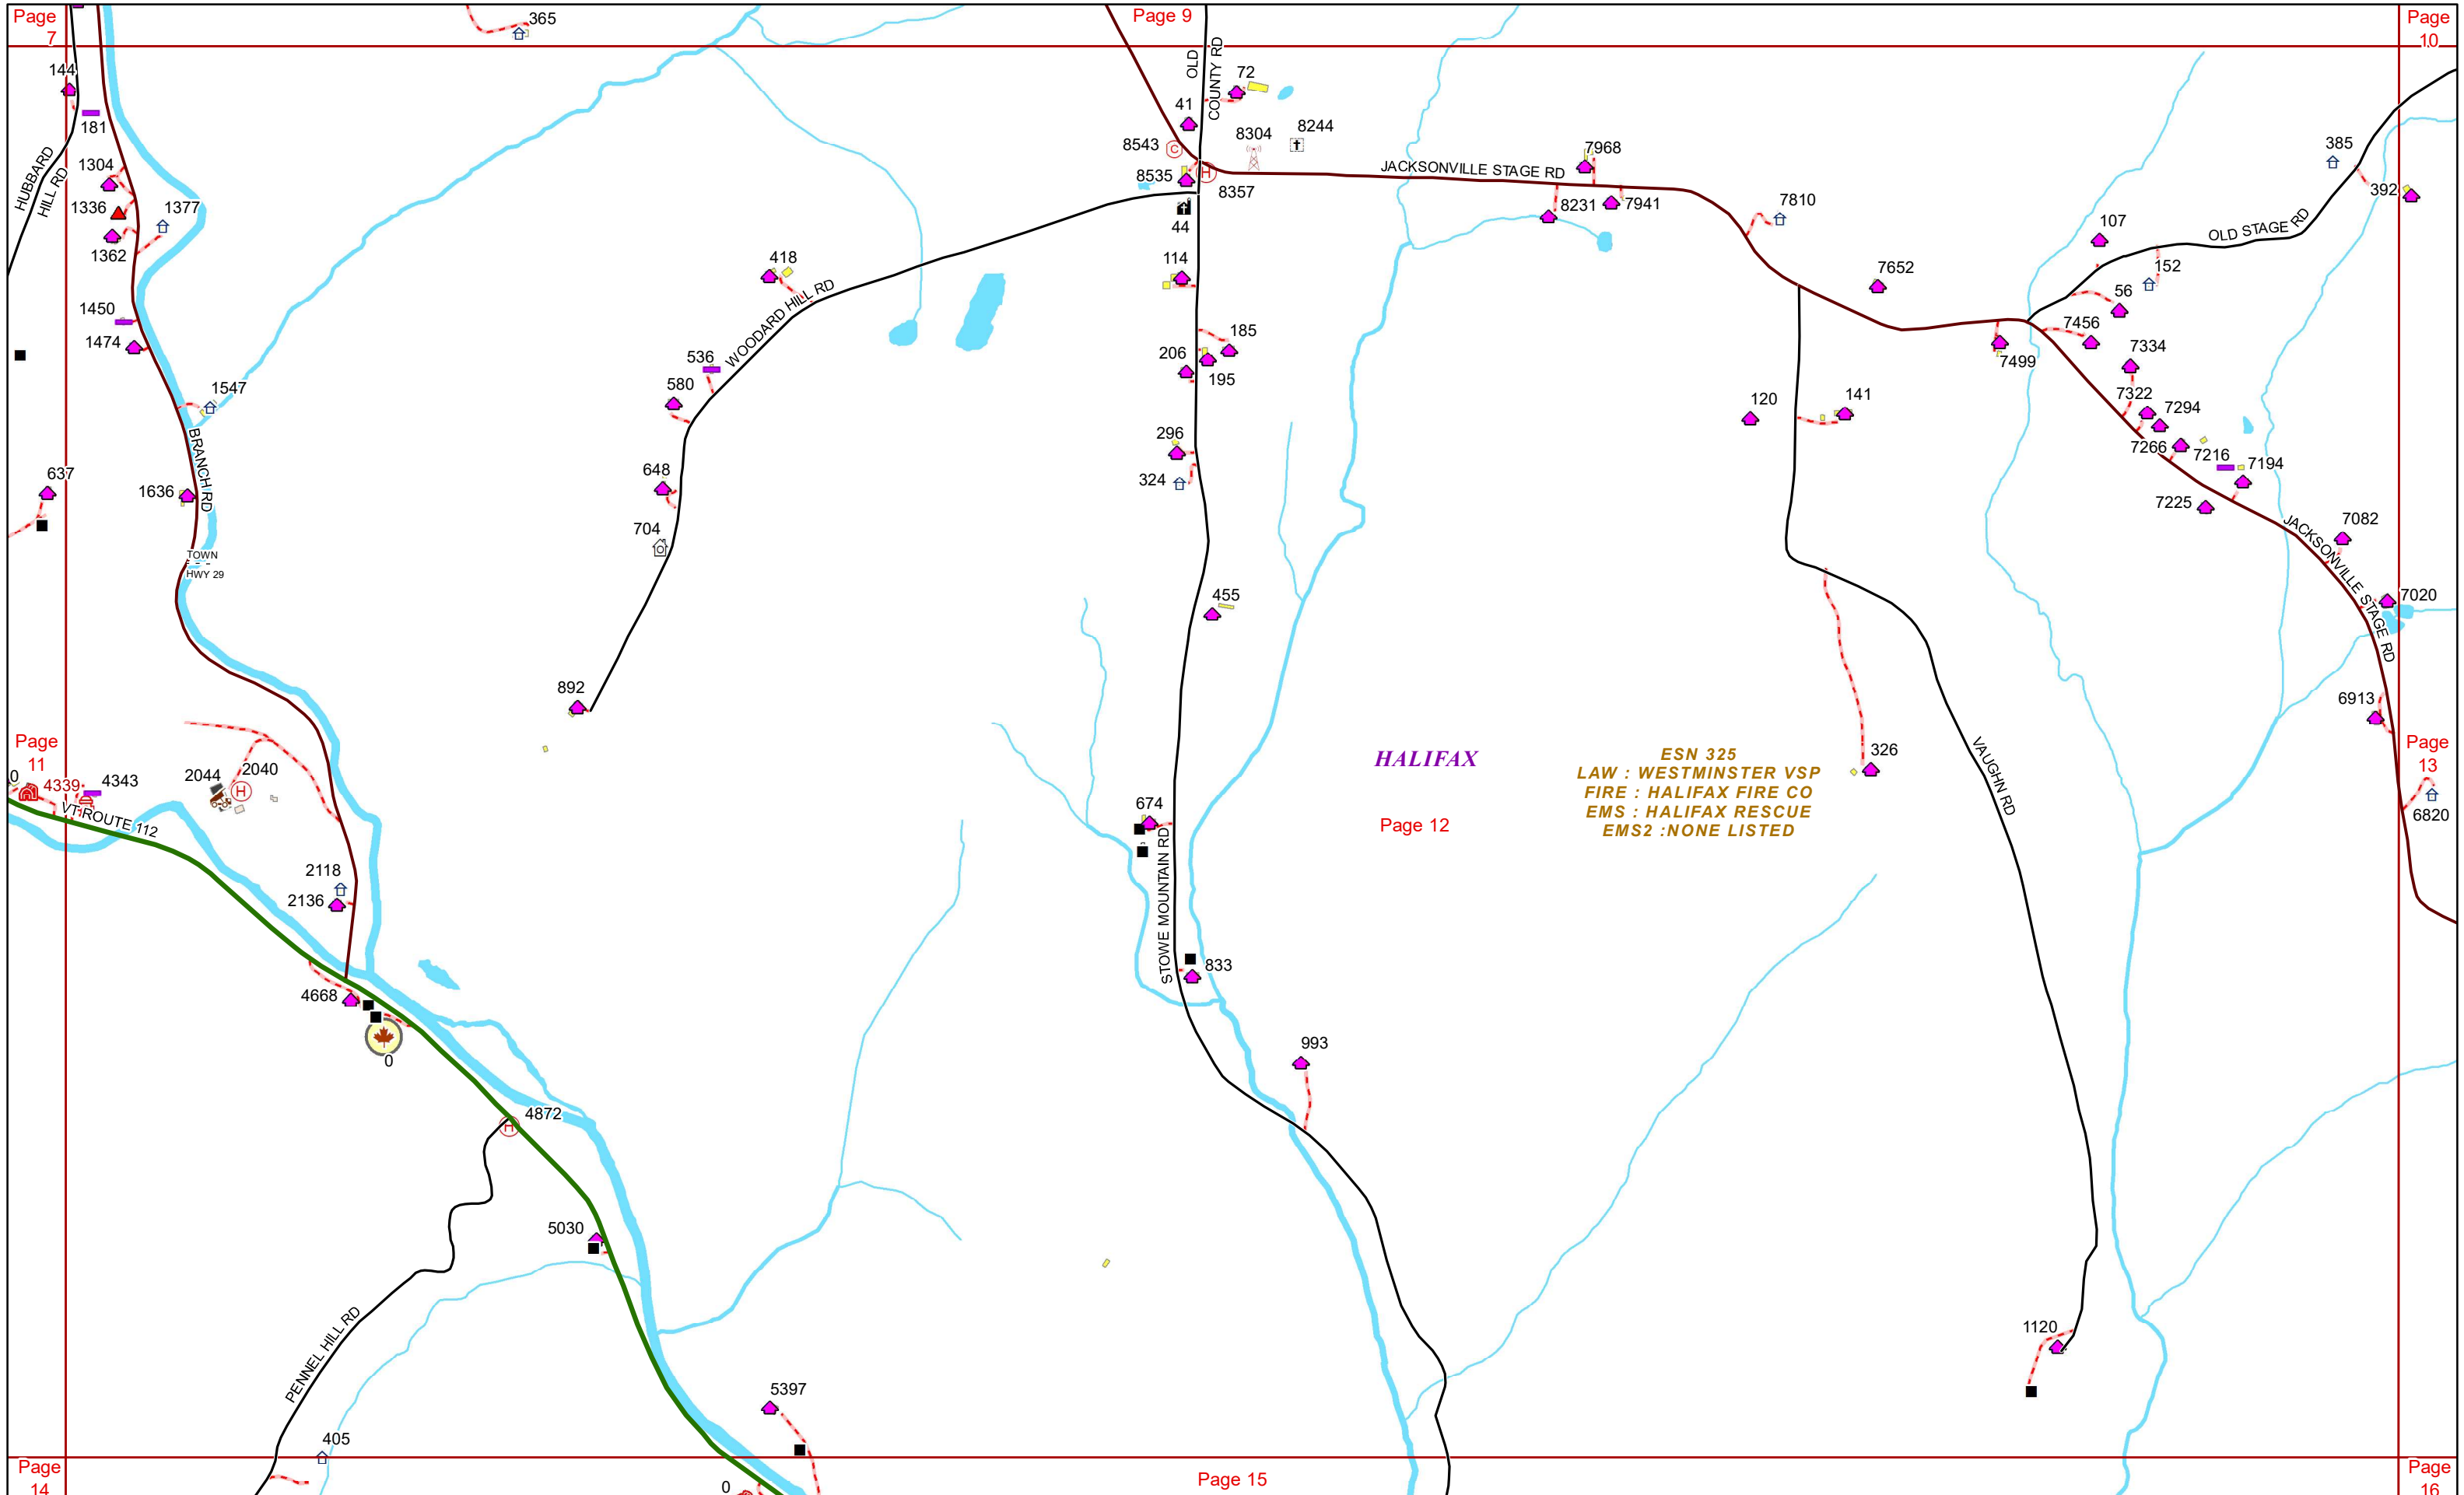 Page
7
365
Page 9
Page
10
144
181
OLD
COUNTY RD
72
41
8543
8304
8244
8535
8357
44
JACKSONVILLE STAGE RD
7968
8231
7941
7810
385
392
HUBBARD
HILL RD
1304
1336
1377
1362
1450
1474
1547
418
WOODARD HILL RD
536
580
114
185
206
195
7652
107
OLD STAGE RD
152
56
7456
7499
7334
7322
7294
7266
7216
7194
7225
120
141
637
1636
BRANCH RD
TOWN
HWY 29
648
704
296
324
455
JACKSONVILLE STAGE RD
7082
7020
892
6913
Page
11
0
4339
4343
2044
2040
VT ROUTE 112
HALIFAX
Page 12
ESN 325
LAW : WESTMINSTER VSP
FIRE : HALIFAX FIRE CO
EMS : HALIFAX RESCUE
EMS2 :NONE LISTED
326
VAUGHN RD
Page
13
6820
674
STOWE MOUNTAIN RD
2118
2136
833
4668
0
993
4872
5030
PENNEL HILL RD
1120
5397
405
Page
14
0
Page 15
Page
16